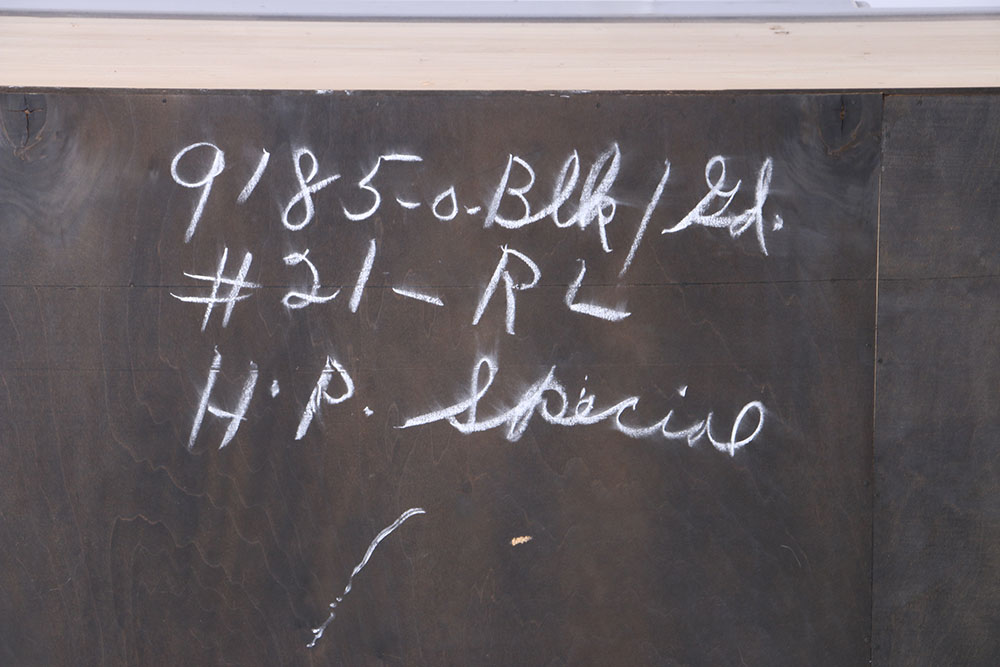 9185-0-Blk/Gd.
#21-RL
H.P. Special